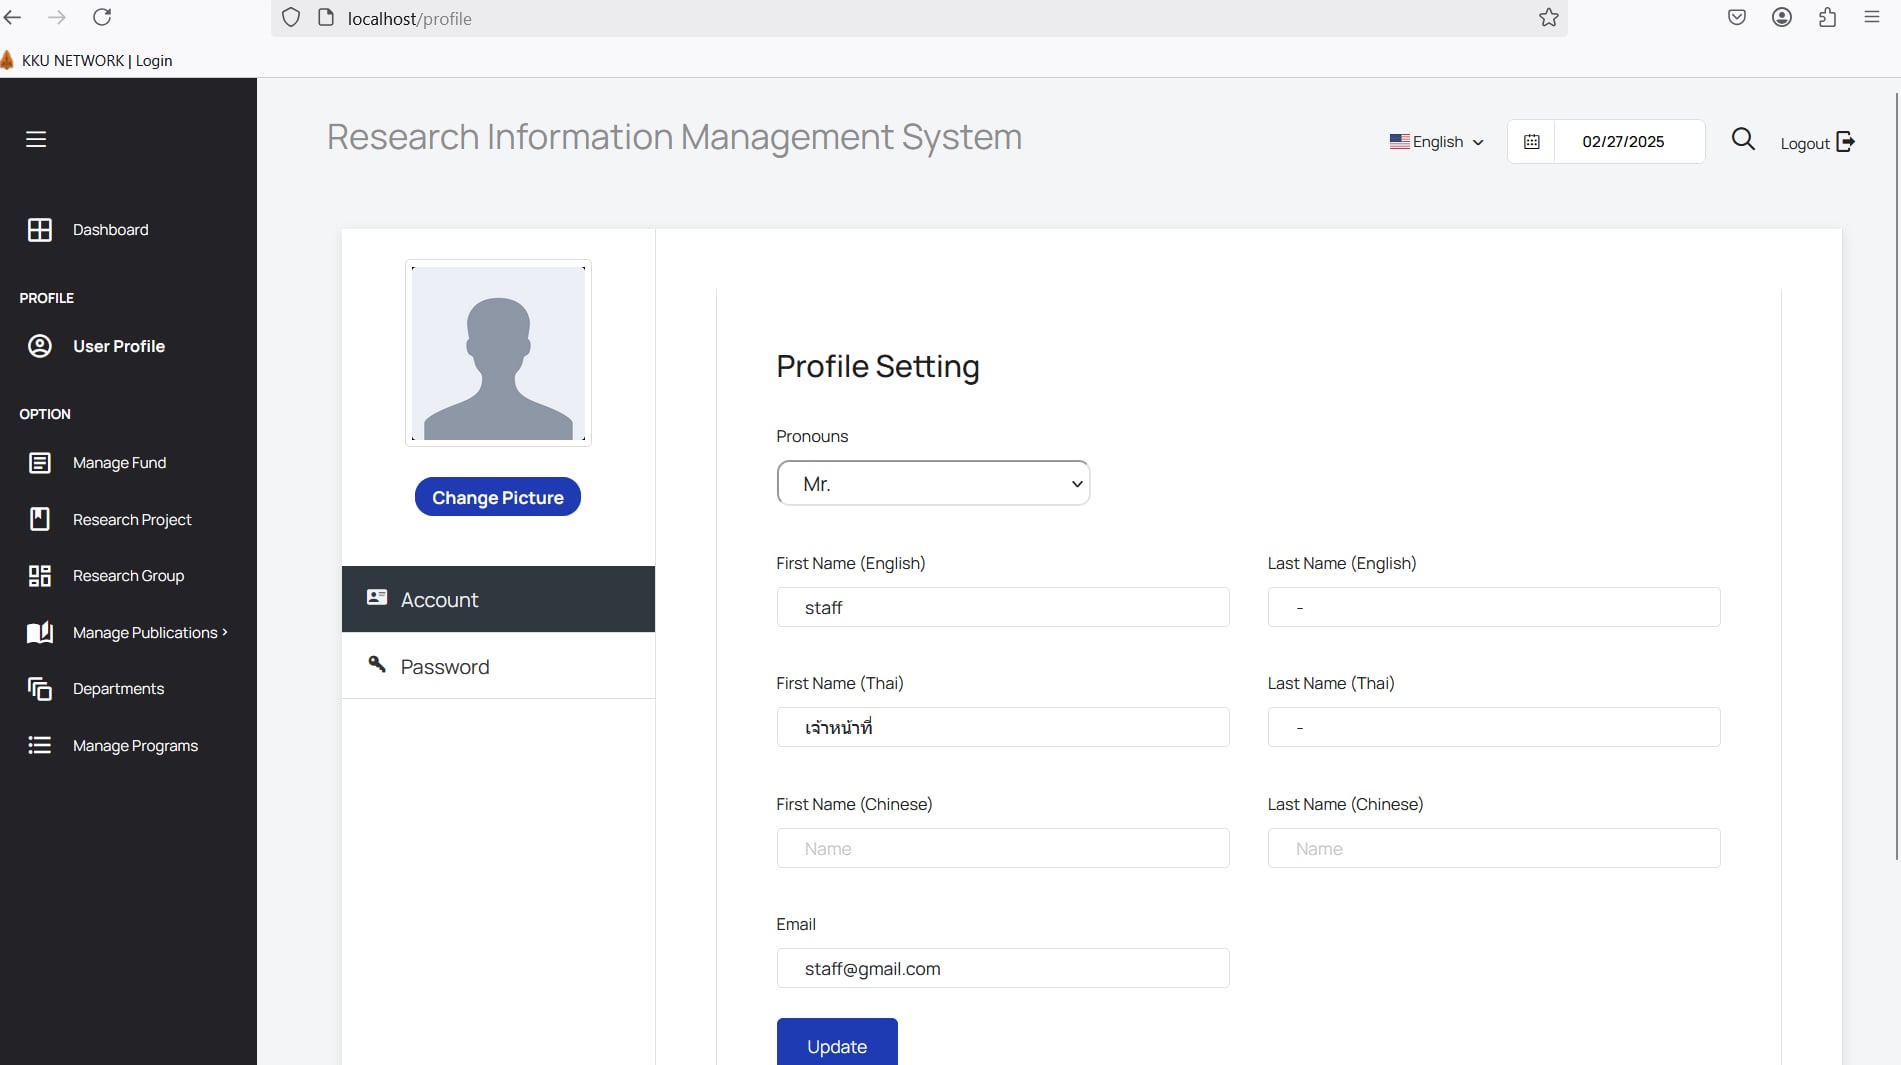 localhost/profile
KKU NETWORK | Login
Research Information Management System
English
02/27/2025
Logout
Dashboard
PROFILE
User Profile
OPTION
Manage Fund
Research Project
Research Group
Manage Publications
Departments
Manage Programs
Change Picture
Account
Password
Profile Setting
Pronouns
Mr.
First Name (English) Last Name (English)
staff -
First Name (Thai) Last Name (Thai)
เจ้าหน้าที่ -
First Name (Chinese) Last Name (Chinese)
Name Name
Email
staff@gmail.com
Update